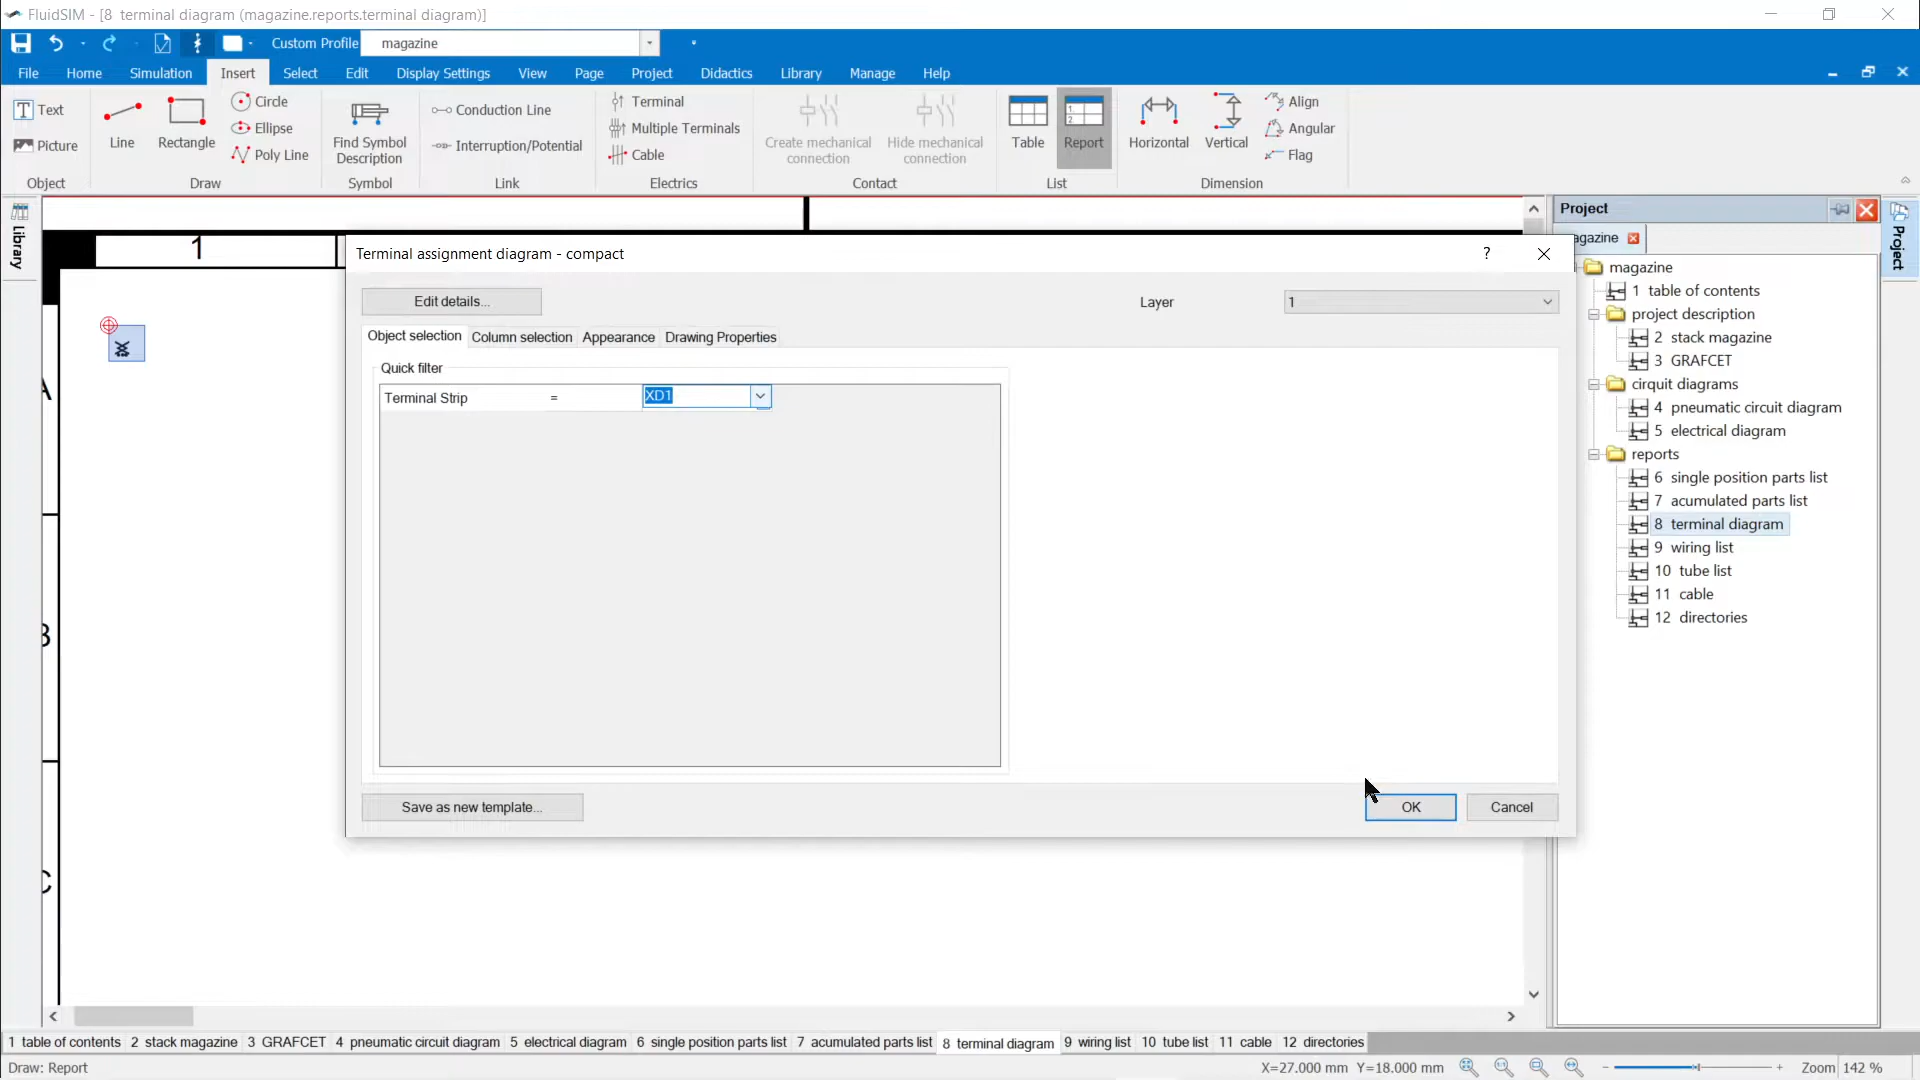 FluidSIM - [8  terminal diagram (magazine.reports.terminal diagram)]
Custom Profile magazine
File Home Simulation Insert Select Edit Display Settings View Page Project Didactics Library Manage Help
Text
Picture
Object
Line
Rectangle
Circle
Ellipse
Poly Line
Draw
Find Symbol
Description
Symbol
Conduction Line
Interruption/Potential
Link
Terminal
Multiple Terminals
Cable
Electrics
Create mechanical
connection
Hide mechanical
connection
Contact
Table
Report
List
Horizontal
Vertical
Align
Angular
Flag
Dimension
Library
1
A
B
C
Terminal assignment diagram - compact
?
Edit details...
Layer 1
Object selection Column selection Appearance Drawing Properties
Quick filter
Terminal Strip = XD1
Save as new template...
OK
Cancel
Project
agazine
magazine
1 table of contents
project description
2 stack magazine
3 GRAFCET
cirquit diagrams
4 pneumatic circuit diagram
5 electrical diagram
reports
6 single position parts list
7 acumulated parts list
8 terminal diagram
9 wiring list
10 tube list
11 cable
12 directories
Project
1 table of contents 2 stack magazine 3 GRAFCET 4 pneumatic circuit diagram 5 electrical diagram 6 single position parts list 7 acumulated parts list 8 terminal diagram 9 wiring list 10 tube list 11 cable 12 directories
Draw: Report
X=27.000 mm Y=18.000 mm
Zoom 142 %